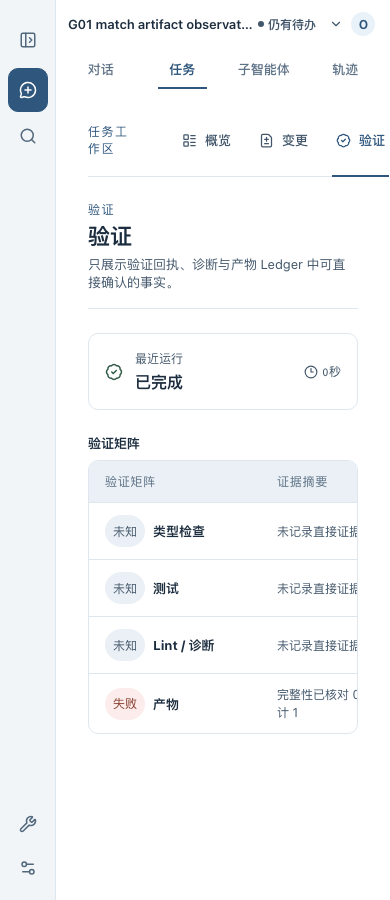 G01 match artifact observat... 仍有待办 O
对话 任务 子智能体 轨迹
任务工
作区
概览 变更 验证
验证
验证
只展示验证回执、诊断与产物 Ledger 中可直
接确认的事实。
最近运行
已完成
0秒
验证矩阵
验证矩阵 证据摘要
未知 类型检查 未记录直接证据
未知 测试 未记录直接证据
未知 Lint / 诊断 未记录直接证据
失败 产物 完整性已核对 0
计 1